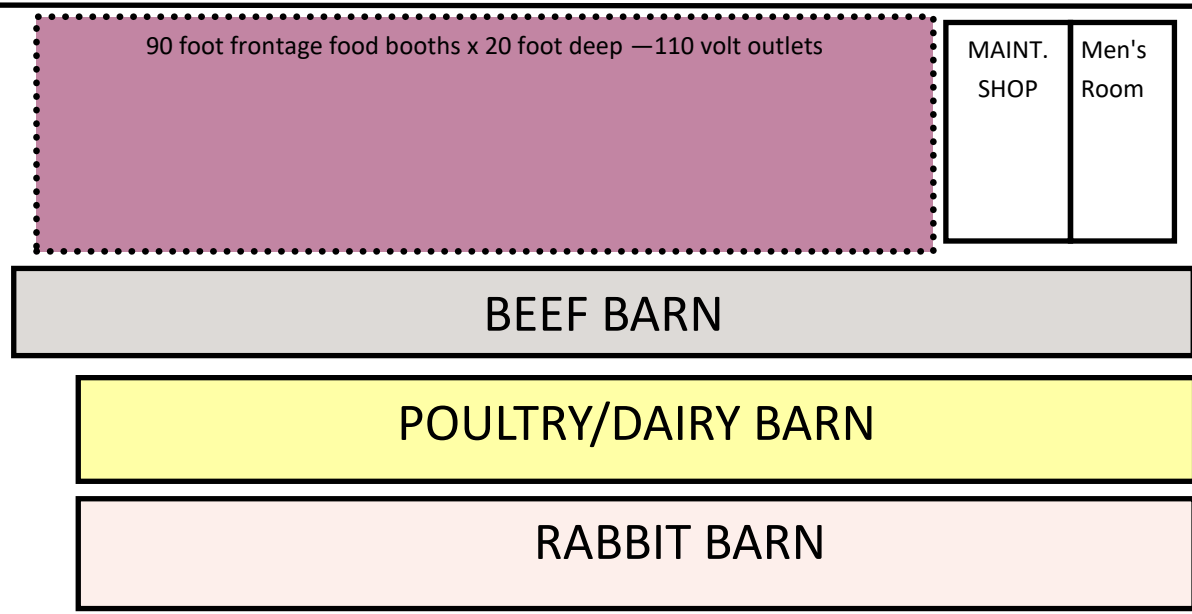 90 foot frontage food booths x 20 foot deep —110 volt outlets
MAINT.
SHOP
Men's
Room
BEEF BARN
POULTRY/DAIRY BARN
RABBIT BARN